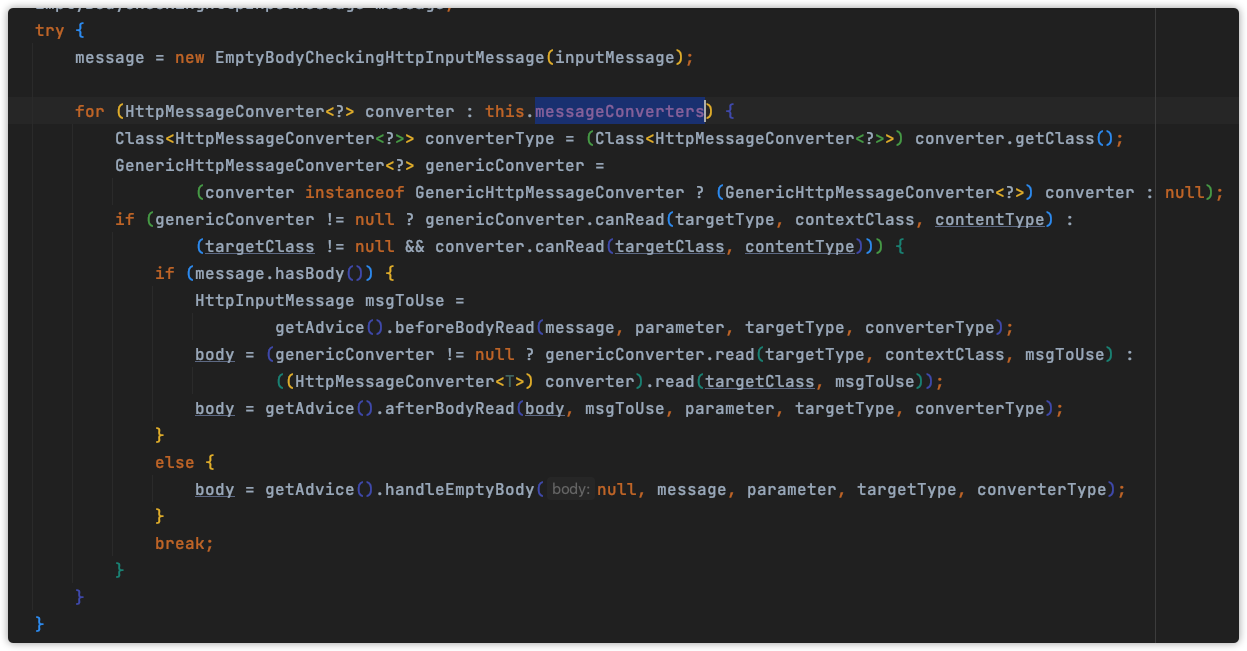 try {
message = new EmptyBodyCheckingHttpInputMessage(inputMessage);
for (HttpMessageConverter<?> converter : this.messageConverters) {
Class<HttpMessageConverter<?>> converterType = (Class<HttpMessageConverter<?>>) converter.getClass();
GenericHttpMessageConverter<?> genericConverter =
(converter instanceof GenericHttpMessageConverter ? (GenericHttpMessageConverter<?>) converter : null);
if (genericConverter != null ? genericConverter.canRead(targetType, contextClass, contentType) :
(targetClass != null && converter.canRead(targetClass, contentType))) {
if (message.hasBody()) {
HttpInputMessage msgToUse =
getAdvice().beforeBodyRead(message, parameter, targetType, converterType);
body = (genericConverter != null ? genericConverter.read(targetType, contextClass, msgToUse) :
((HttpMessageConverter<T>) converter).read(targetClass, msgToUse));
body = getAdvice().afterBodyRead(body, msgToUse, parameter, targetType, converterType);
}
else {
body = getAdvice().handleEmptyBody( body: null, message, parameter, targetType, converterType);
}
break;
}
}
}